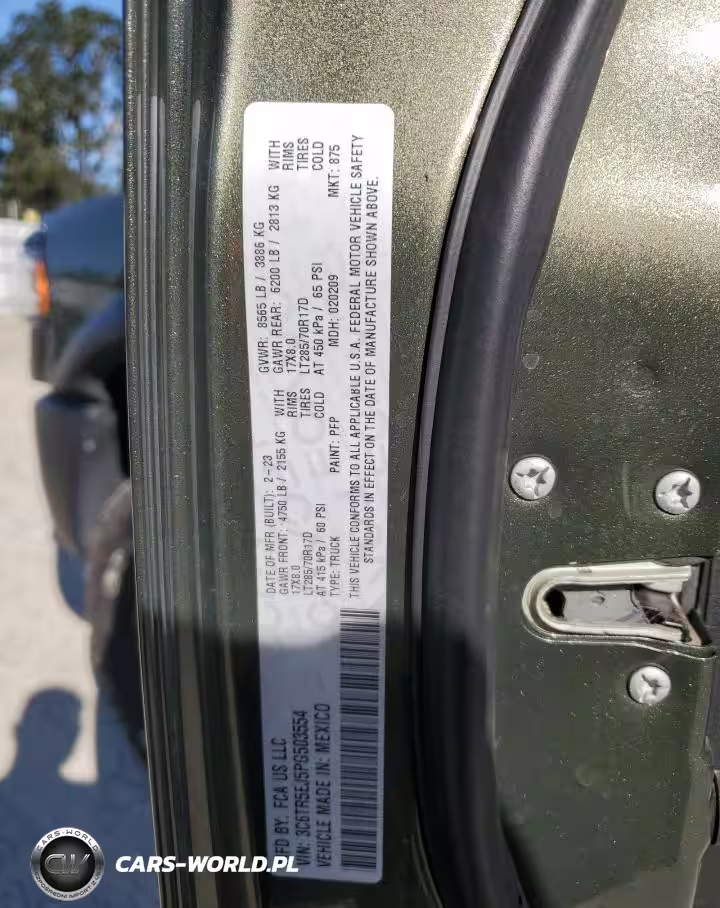 MFD BY: FCA US LLC
VIN: 3C6TR5EJ5PG503554
VEHICLE MADE IN: MEXICO
DATE OF MFR (BUILT): 2-23
GVWR: 8565 LB / 3886 KG
GAWR FRONT: 4750 LB / 2155 KG WITH
17X8.0 RIMS
LT285/70R17D TIRES
AT 415 kPa / 60 PSI COLD
GAWR REAR: 6200 LB / 2813 KG WITH
17X8.0 RIMS
LT285/70R17D TIRES
AT 450 kPa / 65 PSI COLD
TYPE: TRUCK PAINT: PFP MDH: 020209 MKT: 875
THIS VEHICLE CONFORMS TO ALL APPLICABLE U.S.A. FEDERAL MOTOR VEHICLE SAFETY
STANDARDS IN EFFECT ON THE DATE OF MANUFACTURE SHOWN ABOVE.
CARS-WORLD
CW
CARS-WORLD.PL